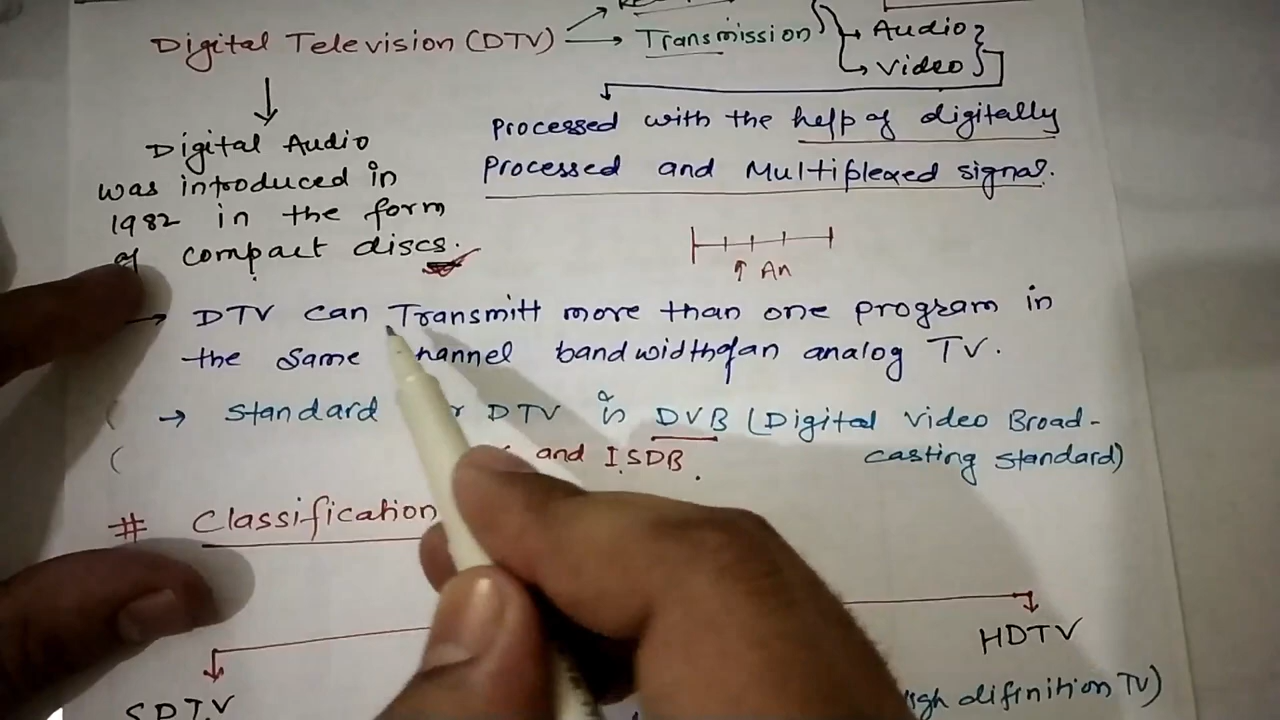 Digital Television (DTV) → Transmission → Audio
→ Video
Digital Audio
was introduced in
1982 in the form
of compact discs.
Processed with the help of digitally
Processed and Multiplexed signal.
↑ An
→ DTV can Transmitt more than one program in
the same hannel bandwidth of an analog TV.
→ Standard DTV is DVB (Digital Video Broad-
casting standard)
and ISDB.
# Classification
SDTV
HDTV
difinition TV)